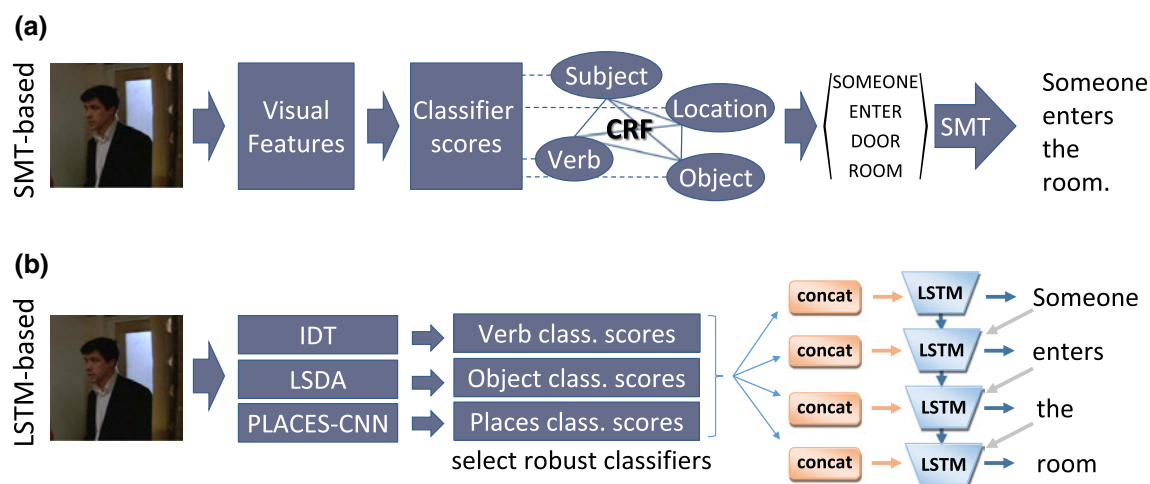 (a)
SMT-based
Visual
Features
Classifier
scores
Subject
Location
CRF
Verb
Object
SOMEONE
ENTER
DOOR
ROOM
SMT
Someone
enters
the
room.
(b)
LSTM-based
IDT
LSDA
PLACES-CNN
Verb class. scores
Object class. scores
Places class. scores
select robust classifiers
concat
LSTM
Someone
concat
LSTM
enters
concat
LSTM
the
concat
LSTM
room